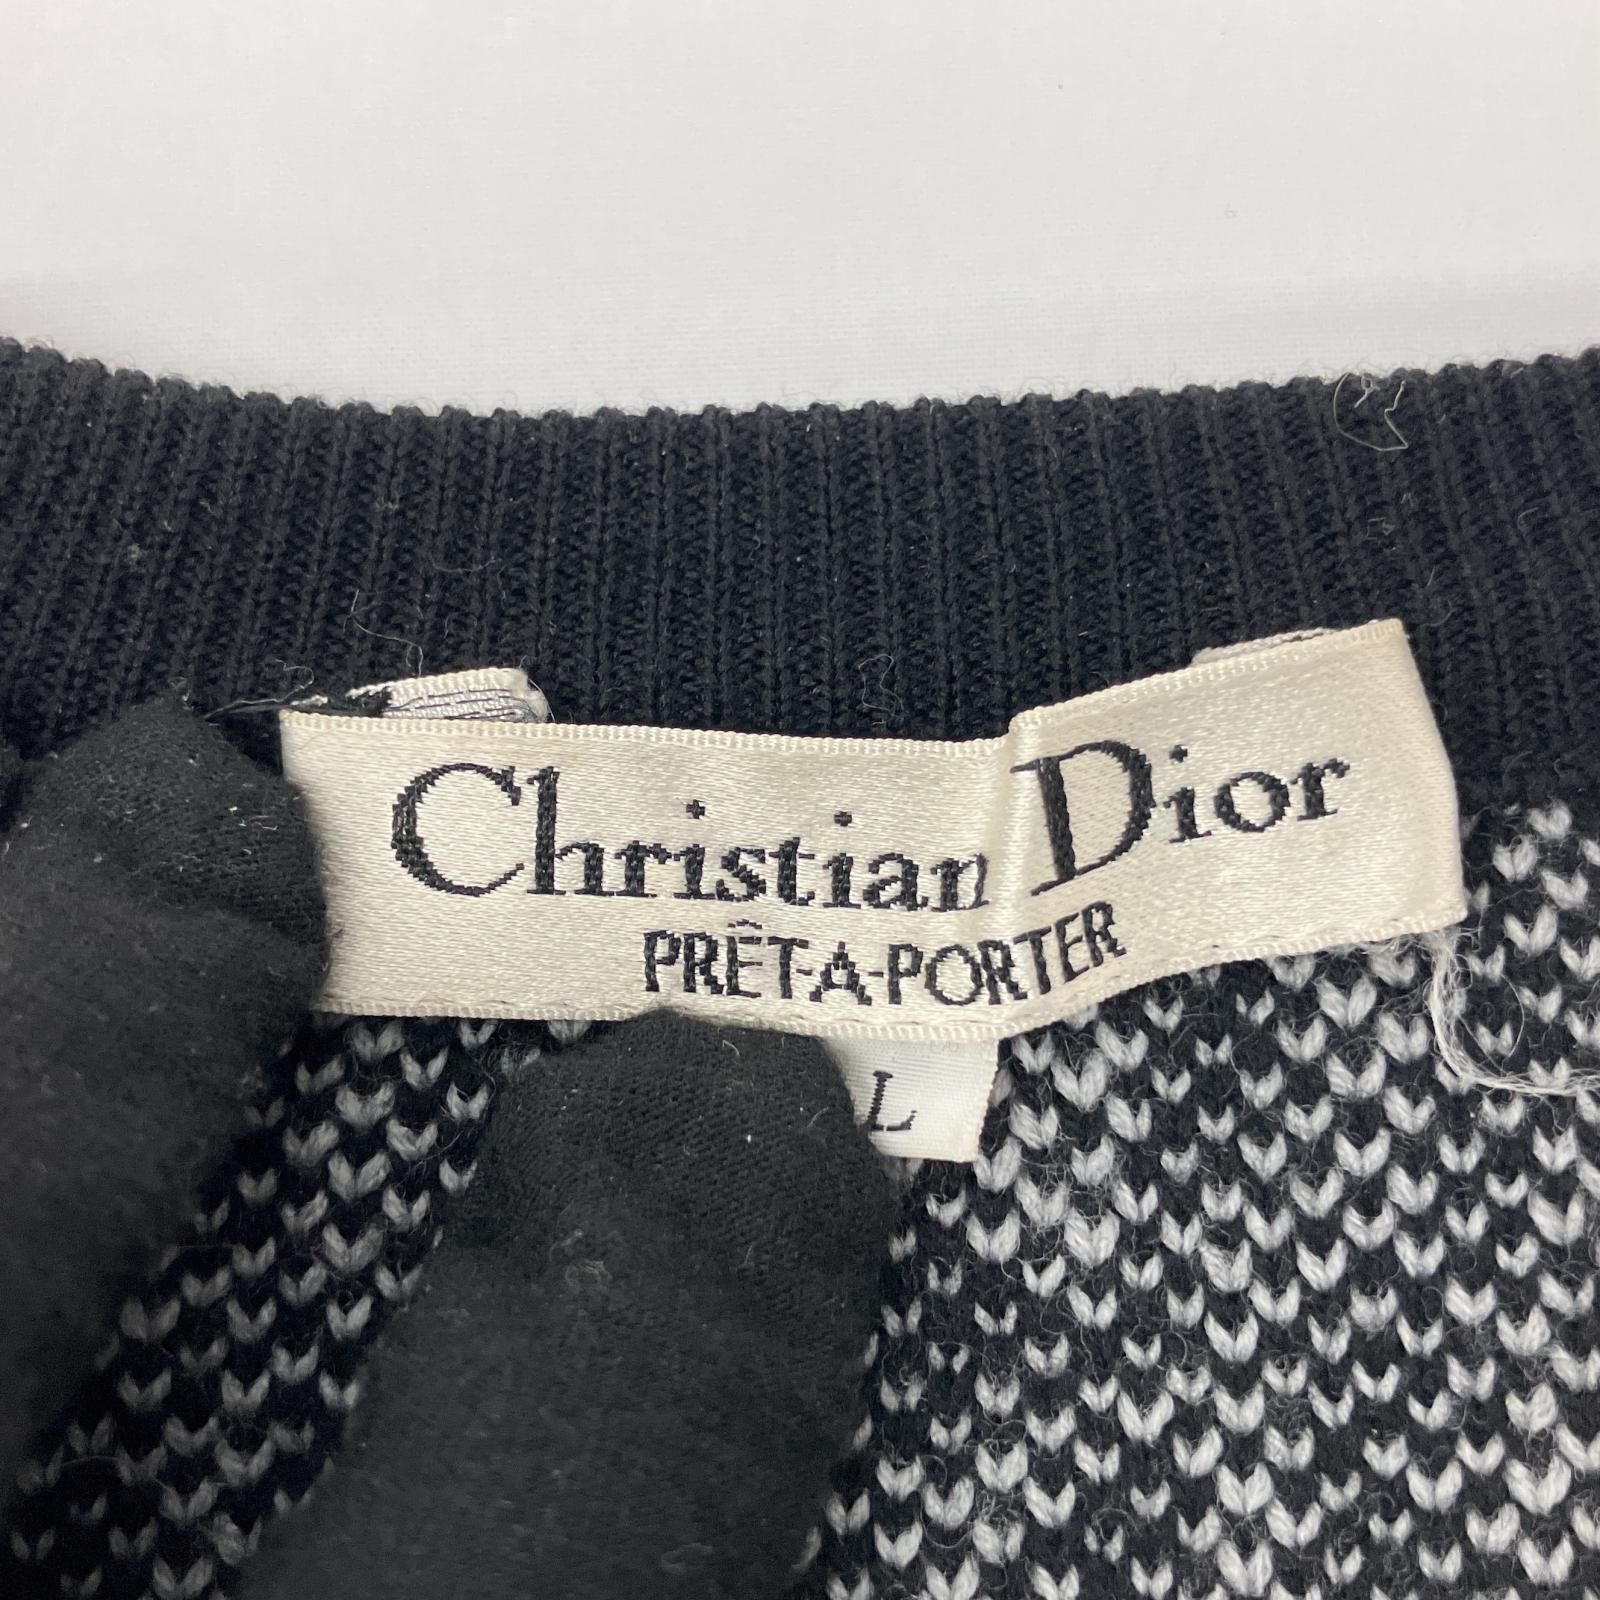 Christian Dior
PRÊT-A-PORTER
L